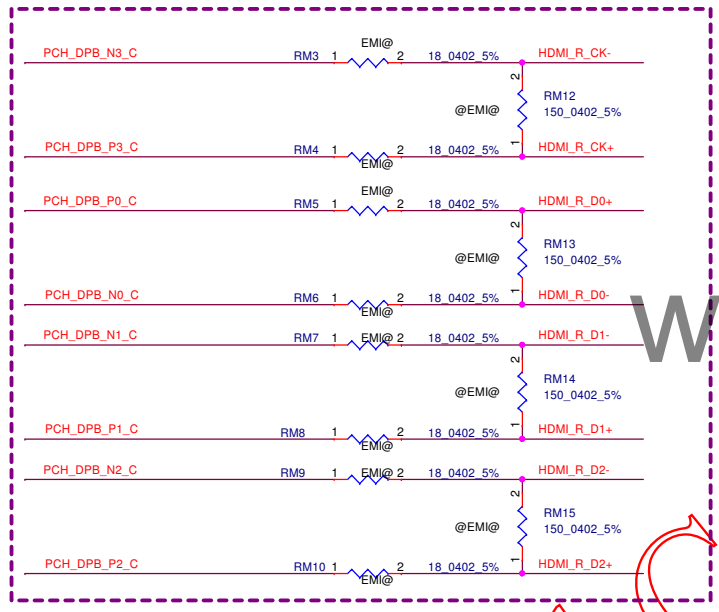 EMI@
PCH_DPB_N3_C RM3 1 2 18_0402_5% HDMI_R_CK-
2
RM12
@EMI@ 150_0402_5%
1
PCH_DPB_P3_C RM4 1 2 18_0402_5% HDMI_R_CK+
EMI@
EMI@
PCH_DPB_P0_C RM5 1 2 18_0402_5% HDMI_R_D0+
2
RM13
@EMI@ 150_0402_5%
1
PCH_DPB_N0_C RM6 1 2 18_0402_5% HDMI_R_D0-
EMI@
W
PCH_DPB_N1_C RM7 1 EMI@ 2 18_0402_5% HDMI_R_D1-
2
RM14
@EMI@ 150_0402_5%
1
PCH_DPB_P1_C RM8 1 2 18_0402_5% HDMI_R_D1+
EMI@
PCH_DPB_N2_C RM9 1 EMI@ 2 18_0402_5% HDMI_R_D2-
2
RM15
@EMI@ 150_0402_5%
1
PCH_DPB_P2_C RM10 1 2 18_0402_5% HDMI_R_D2+
EMI@